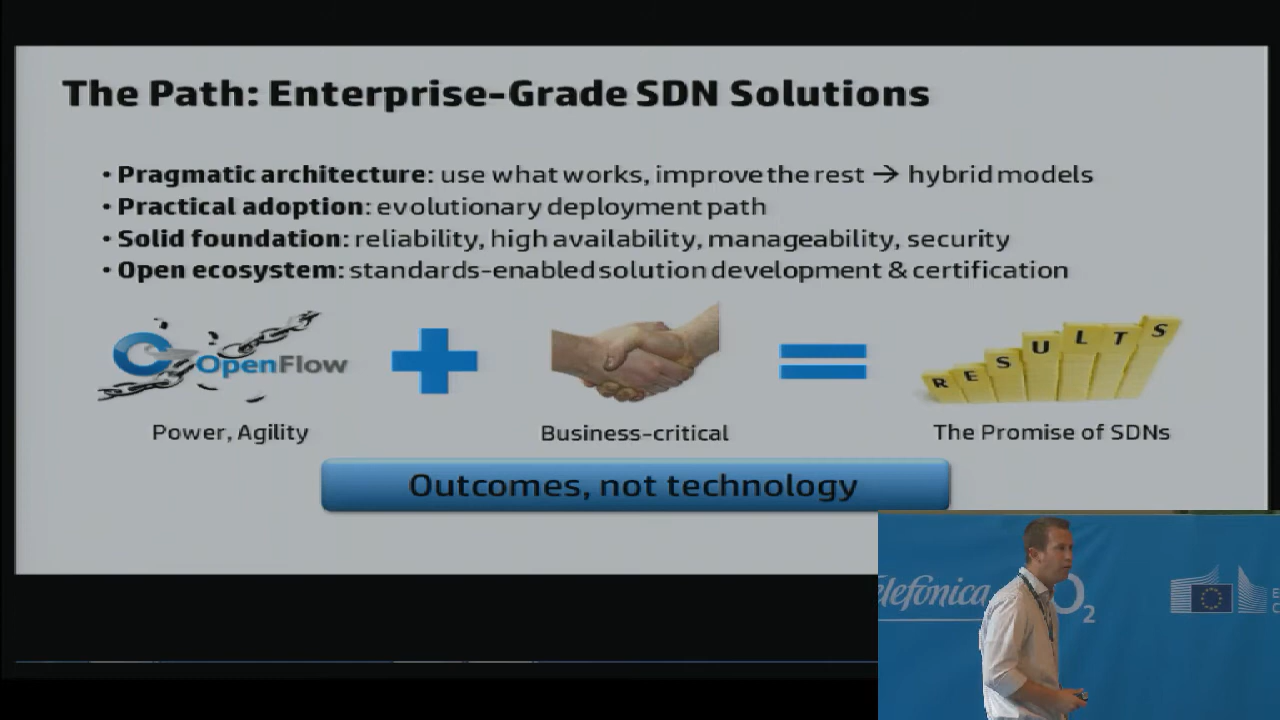 The Path: Enterprise-Grade SDN Solutions
• Pragmatic architecture: use what works, improve the rest → hybrid models
• Practical adoption: evolutionary deployment path
• Solid foundation: reliability, high availability, manageability, security
• Open ecosystem: standards-enabled solution development & certification
OpenFlow
RESULTS
Power, Agility
Business-critical
The Promise of SDNs
Outcomes, not technology
elefónica
O2